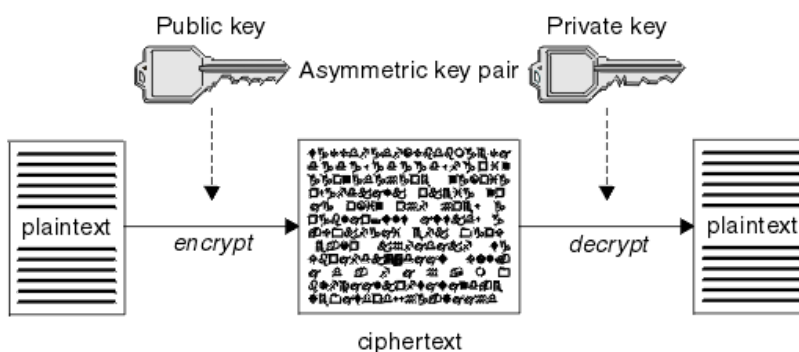 Public key
Private key
Asymmetric key pair
plaintext
encrypt
decrypt
plaintext
ciphertext